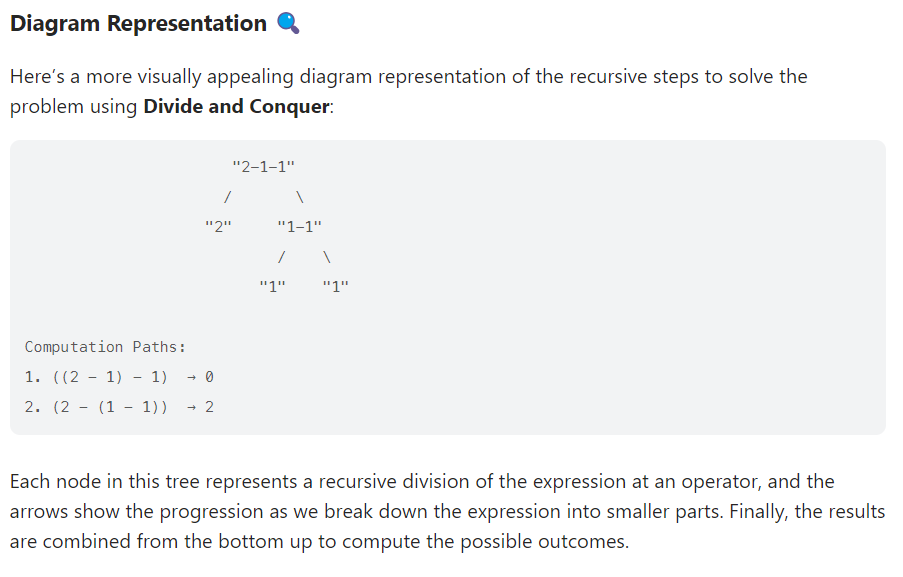 Diagram Representation 🔍
Here's a more visually appealing diagram representation of the recursive steps to solve the
problem using Divide and Conquer:
"2-1-1"
/ \
"2" "1-1"
/ \
"1" "1"
Computation Paths:
1. ((2 - 1) - 1) → 0
2. (2 - (1 - 1)) → 2
Each node in this tree represents a recursive division of the expression at an operator, and the
arrows show the progression as we break down the expression into smaller parts. Finally, the results
are combined from the bottom up to compute the possible outcomes.